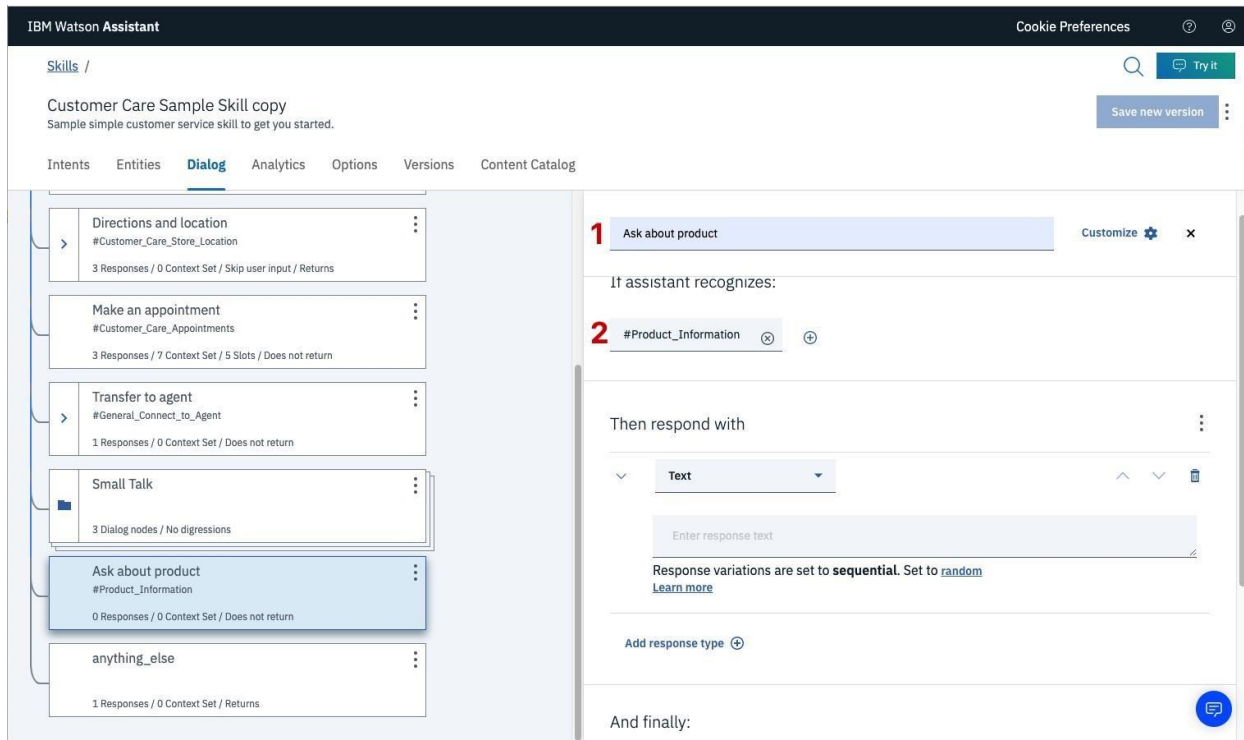 IBM Watson Assistant
Cookie Preferences
Skills /
Try it
Customer Care Sample Skill copy
Sample simple customer service skill to get you started.
Save new version
Intents Entities Dialog Analytics Options Versions Content Catalog
Directions and location
#Customer_Care_Store_Location
3 Responses / 0 Context Set / Skip user input / Returns
Make an appointment
#Customer_Care_Appointments
3 Responses / 7 Context Set / 5 Slots / Does not return
Transfer to agent
#General_Connect_to_Agent
1 Responses / 0 Context Set / Does not return
Small Talk
3 Dialog nodes / No digressions
Ask about product
#Product_Information
0 Responses / 0 Context Set / Does not return
anything_else
1 Responses / 0 Context Set / Returns
1 Ask about product
Customize
If assistant recognizes:
2 #Product_Information
Then respond with
Text
Enter response text
Response variations are set to sequential. Set to random
Learn more
Add response type
And finally: